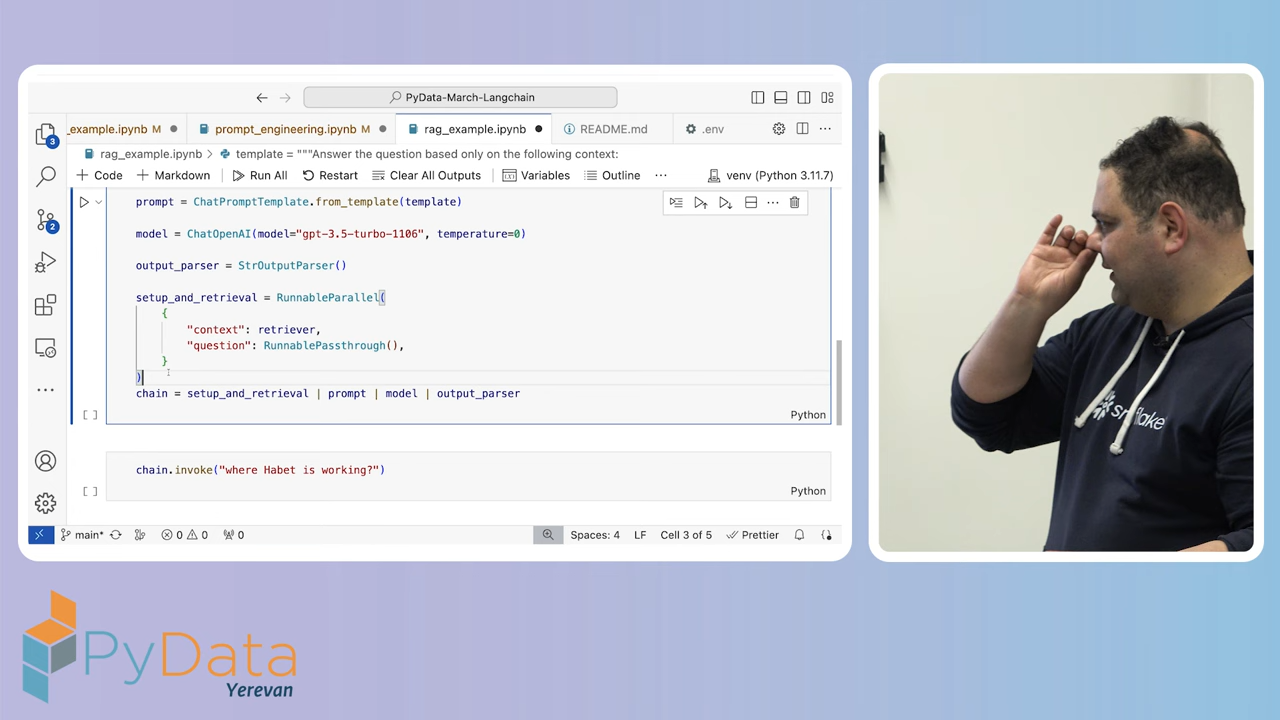 PyData-March-Langchain
_example.ipynb M
prompt_engineering.ipynb M
rag_example.ipynb
README.md
.env
rag_example.ipynb > template = """Answer the question based only on the following context:
+ Code + Markdown Run All Restart Clear All Outputs Variables Outline ... venv (Python 3.11.7)
prompt = ChatPromptTemplate.from_template(template)
model = ChatOpenAI(model="gpt-3.5-turbo-1106", temperature=0)
output_parser = StrOutputParser()
setup_and_retrieval = RunnableParallel(
{
"context": retriever,
"question": RunnablePassthrough(),
}
)
chain = setup_and_retrieval | prompt | model | output_parser
[ ] Python
chain.invoke("where Habet is working?")
[ ] Python
3
2
main* 0 0 0 Spaces: 4 LF Cell 3 of 5 Prettier
PyData
Yerevan